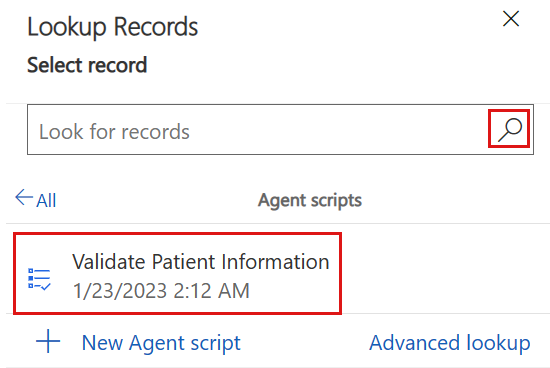 Lookup Records
Select record
Look for records
All
Agent scripts
Validate Patient Information
1/23/2023 2:12 AM
New Agent script
Advanced lookup